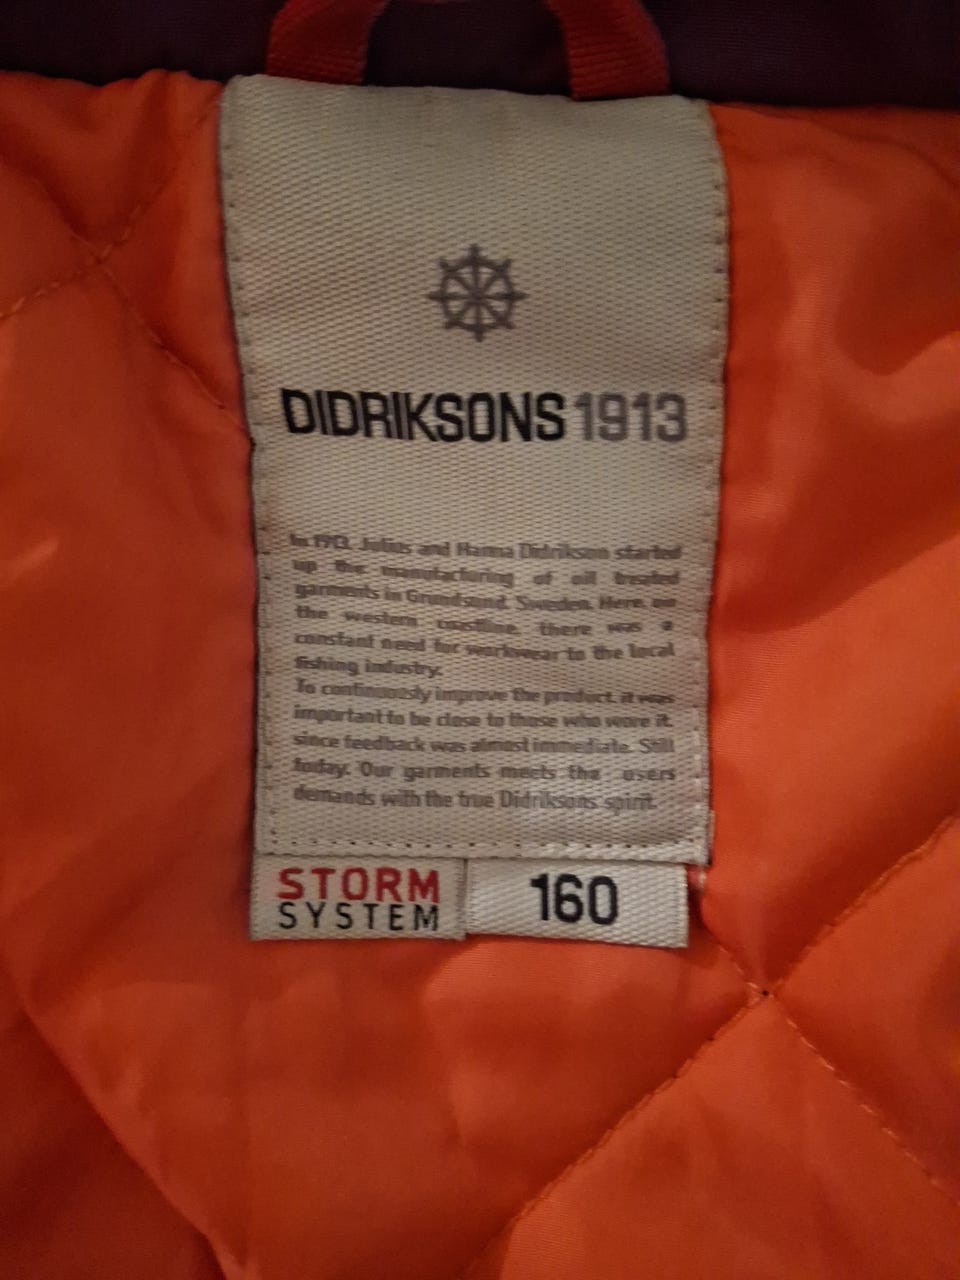 DIDRIKSONS 1913
In 1913, Julius and Hanna Didrikson started
up the manufacturing of oil treated
garments in Grundsund, Sweden. Here, on
the western coastline, there was a
constant need for workwear to the local
fishing industry.
To continuously improve the product, it was
important to be close to those who wore it,
since feedback was almost immediate. Still
today. Our garments meets the users
demands with the true Didriksons spirit.
STORM
SYSTEM
160